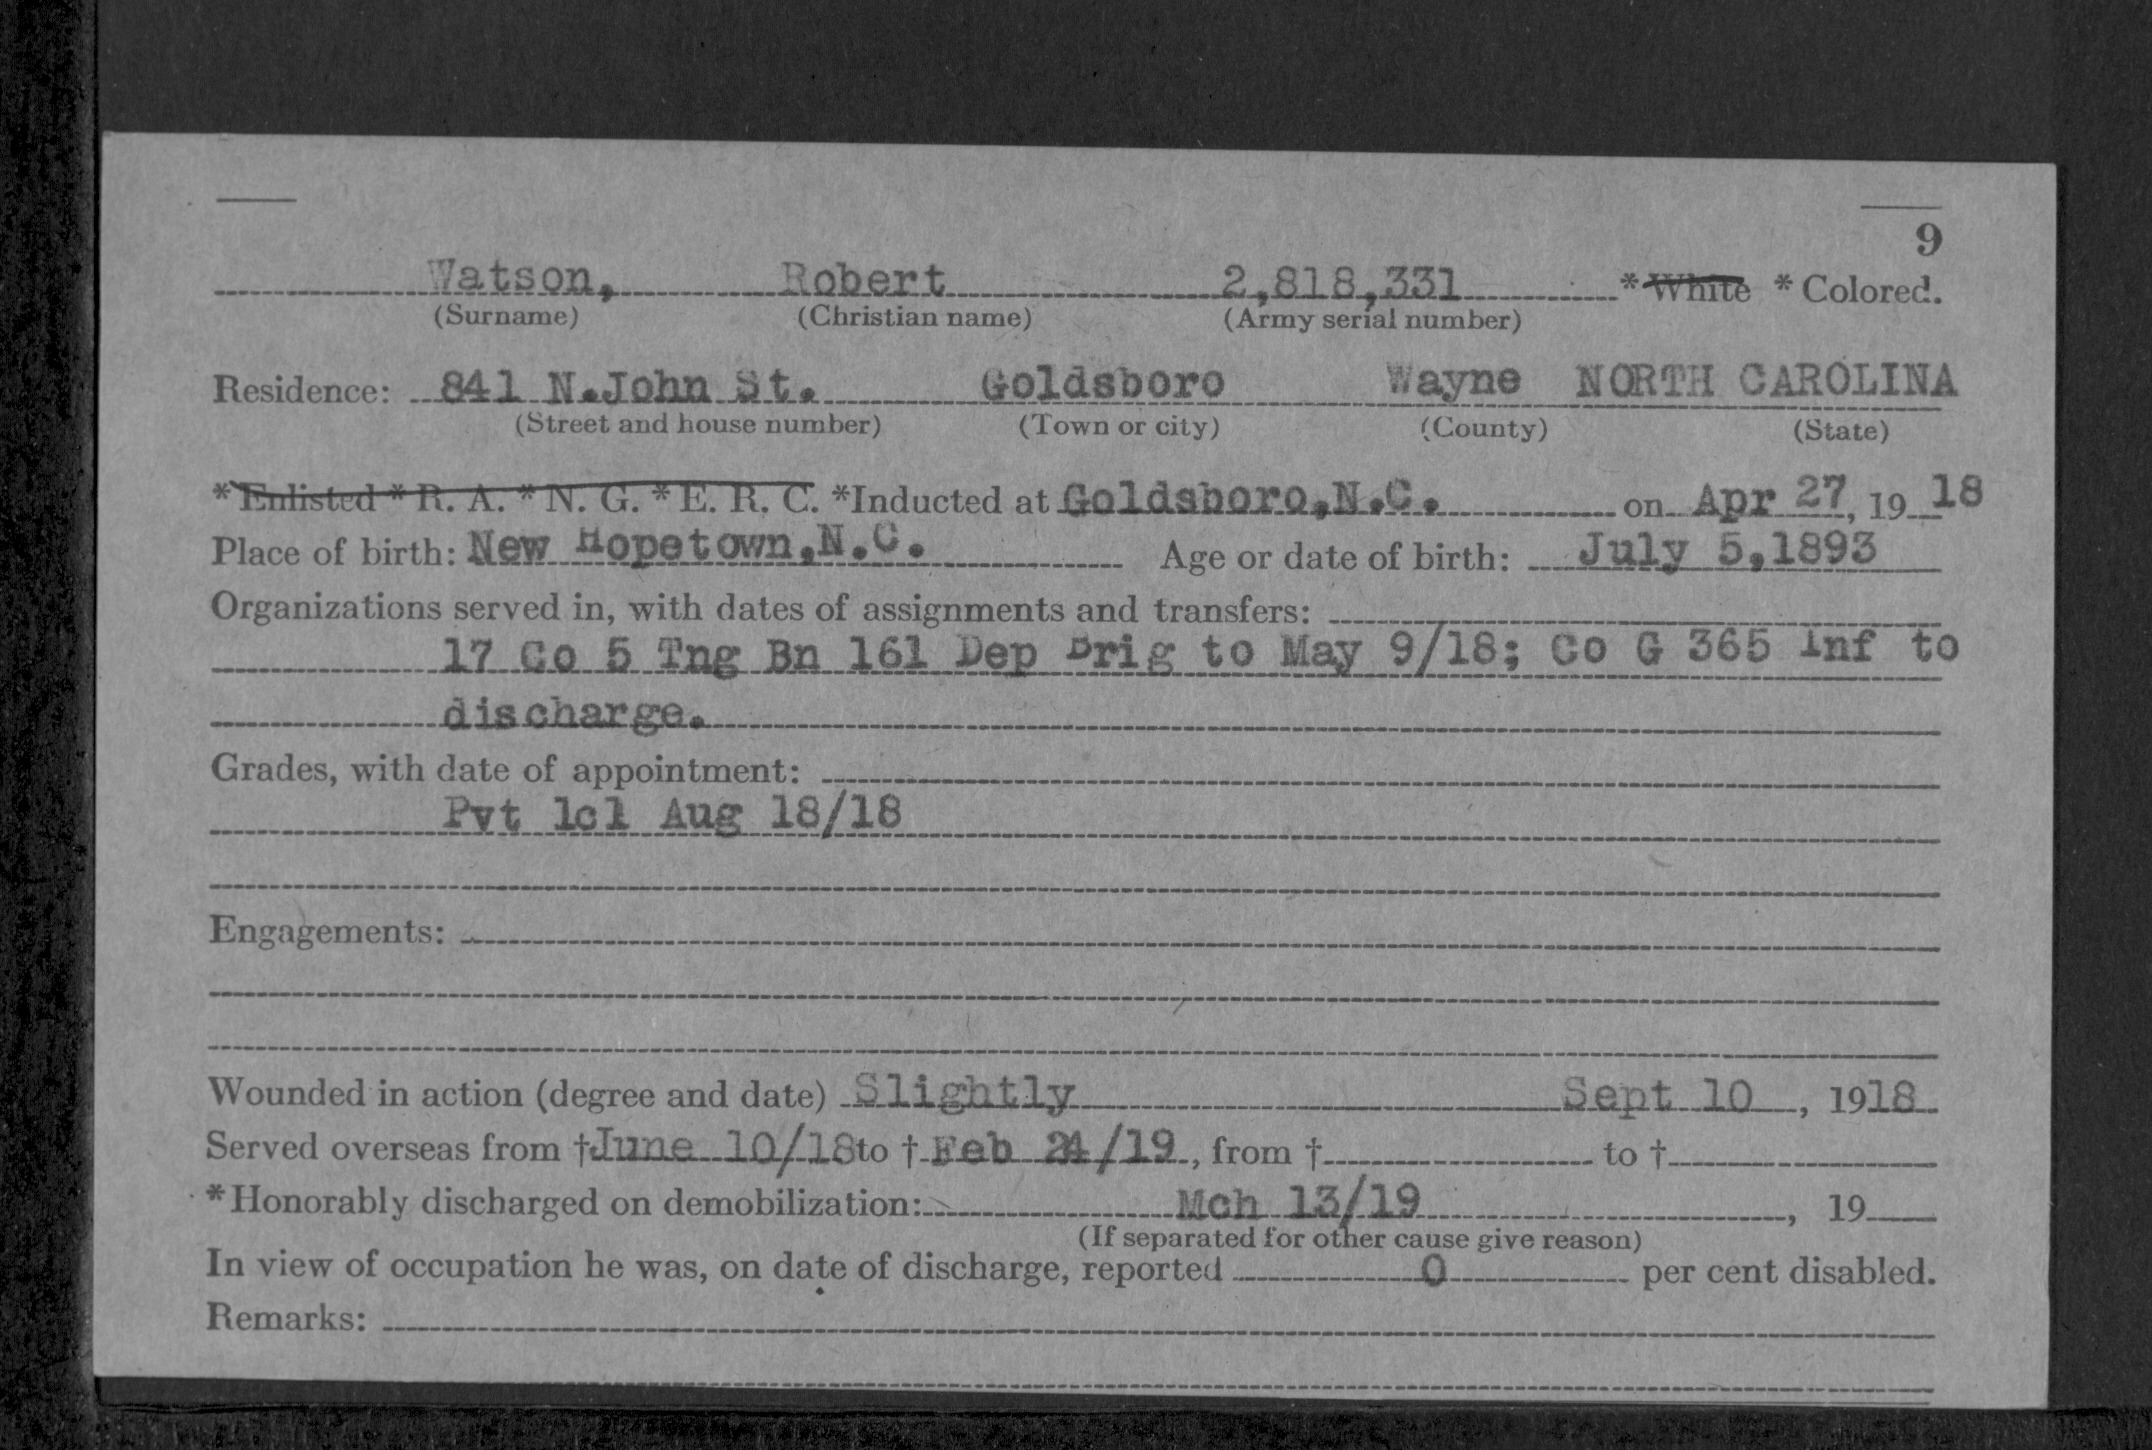 9
Watson, Robert 2,818,331 * White * Colored.
(Surname) (Christian name) (Army serial number)
Residence: 841 N.John St. Goldsboro Wayne NORTH CAROLINA
(Street and house number) (Town or city) (County) (State)
*Enlisted * R. A. * N. G. * E. R. C. *Inducted at Goldsboro,N.C. on Apr 27, 19 18
Place of birth: New Hopetown,N.C. Age or date of birth: July 5,1893
Organizations served in, with dates of assignments and transfers:
17 Co 5 Tng Bn 161 Dep Brig to May 9/18; Co G 365 Inf to
discharge.
Grades, with date of appointment:
Pvt 1cl Aug 18/18
Engagements:
Wounded in action (degree and date) Slightly Sept 10, 1918
Served overseas from †June 10/18 to † Feb 24/19, from † to †
*Honorably discharged on demobilization: Mch 13/19, 19
(If separated for other cause give reason)
In view of occupation he was, on date of discharge, reported 0 per cent disabled.
Remarks: